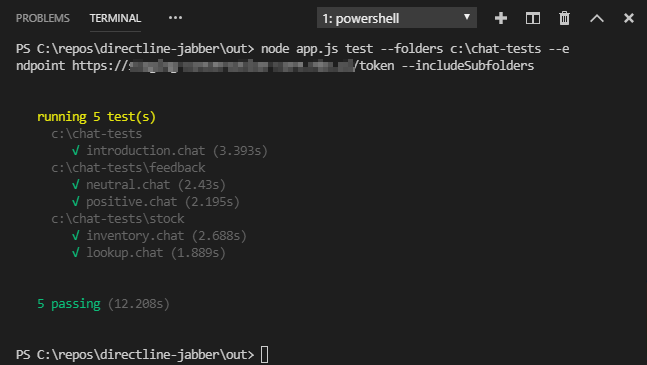 PROBLEMS TERMINAL 1: powershell
PS C:\repos\directline-jabber\out> node app.js test --folders c:\chat-tests --e
ndpoint https:// /token --includeSubfolders
running 5 test(s)
c:\chat-tests
√ introduction.chat (3.393s)
c:\chat-tests\feedback
√ neutral.chat (2.43s)
√ positive.chat (2.195s)
c:\chat-tests\stock
√ inventory.chat (2.688s)
√ lookup.chat (1.889s)
5 passing (12.208s)
PS C:\repos\directline-jabber\out>